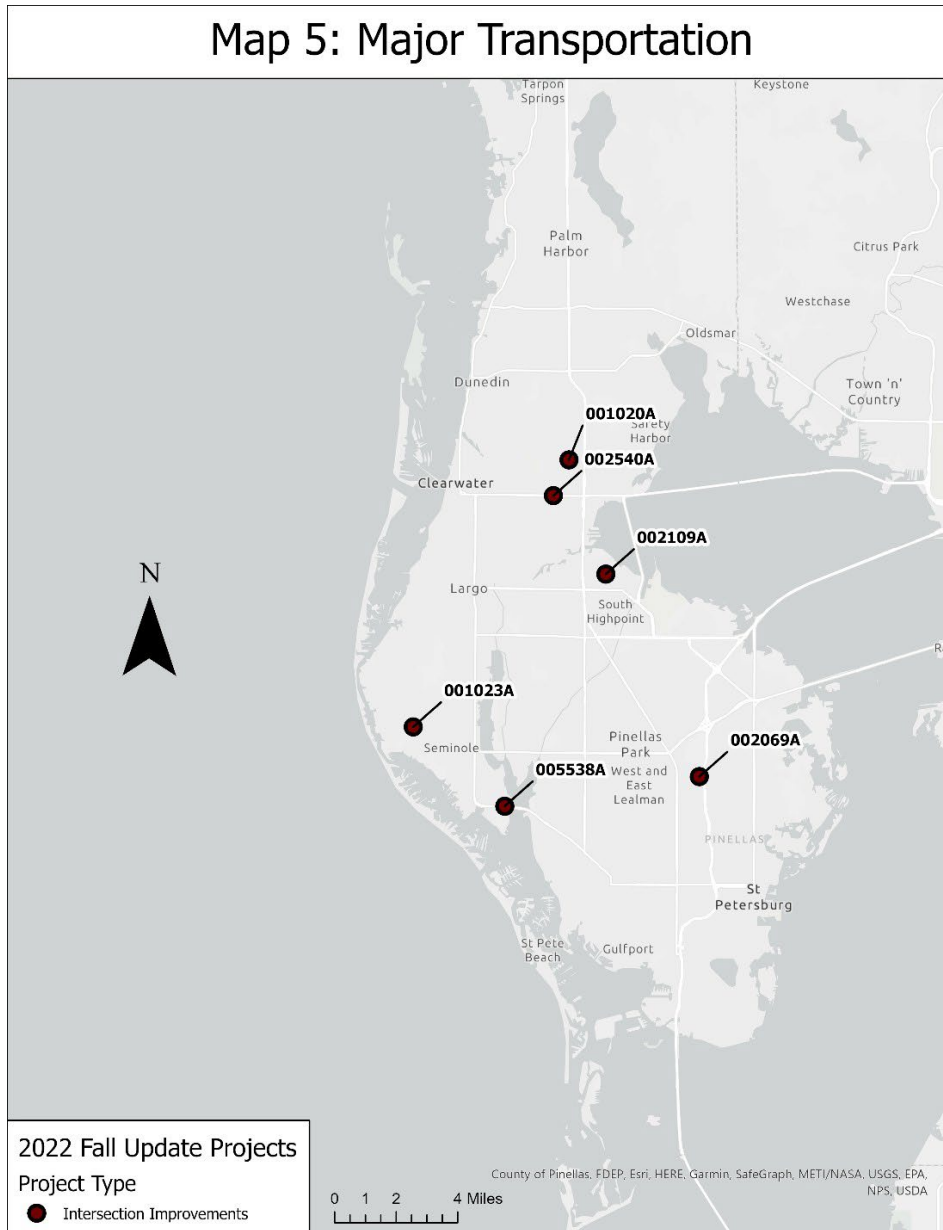 Map 5: Major Transportation
Tarpon
Springs
Keystone
Palm
Harbor
Citrus Park
Westchase
Oldsmar
Dunedin
Town 'n'
Country
001020A
Safety
Harbor
002540A
Clearwater
002109A
N
Largo
South
Highpoint
001023A
Seminole
Pinellas
Park
002069A
005538A
West and
East
Lealman
PINELLAS
St
Petersburg
St Pete
Beach
Gulfport
2022 Fall Update Projects
Project Type
Intersection Improvements
0 1 2 4 Miles
County of Pinellas, FDEP, Esri, HERE, Garmin, SafeGraph, METI/NASA, USGS, EPA,
NPS, USDA